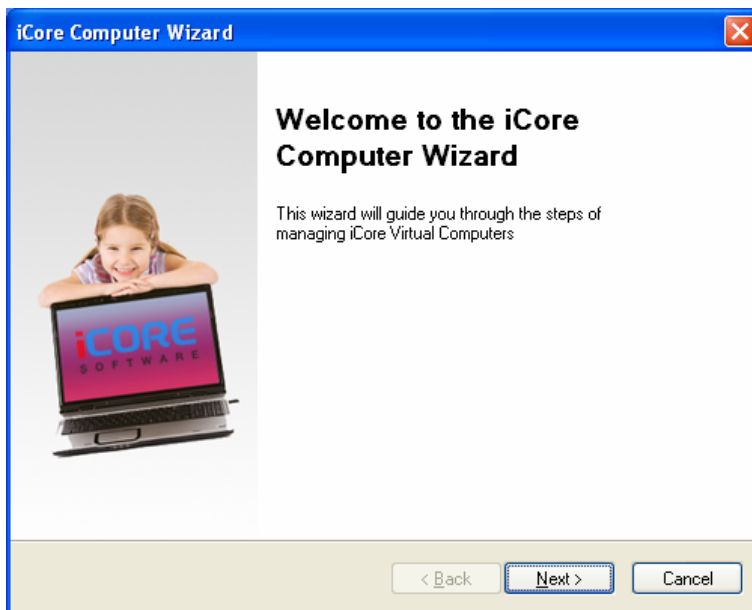 iCore Computer Wizard
Welcome to the iCore
Computer Wizard
This wizard will guide you through the steps of
managing iCore Virtual Computers
iCORE
SOFTWARE
< Back
Next >
Cancel